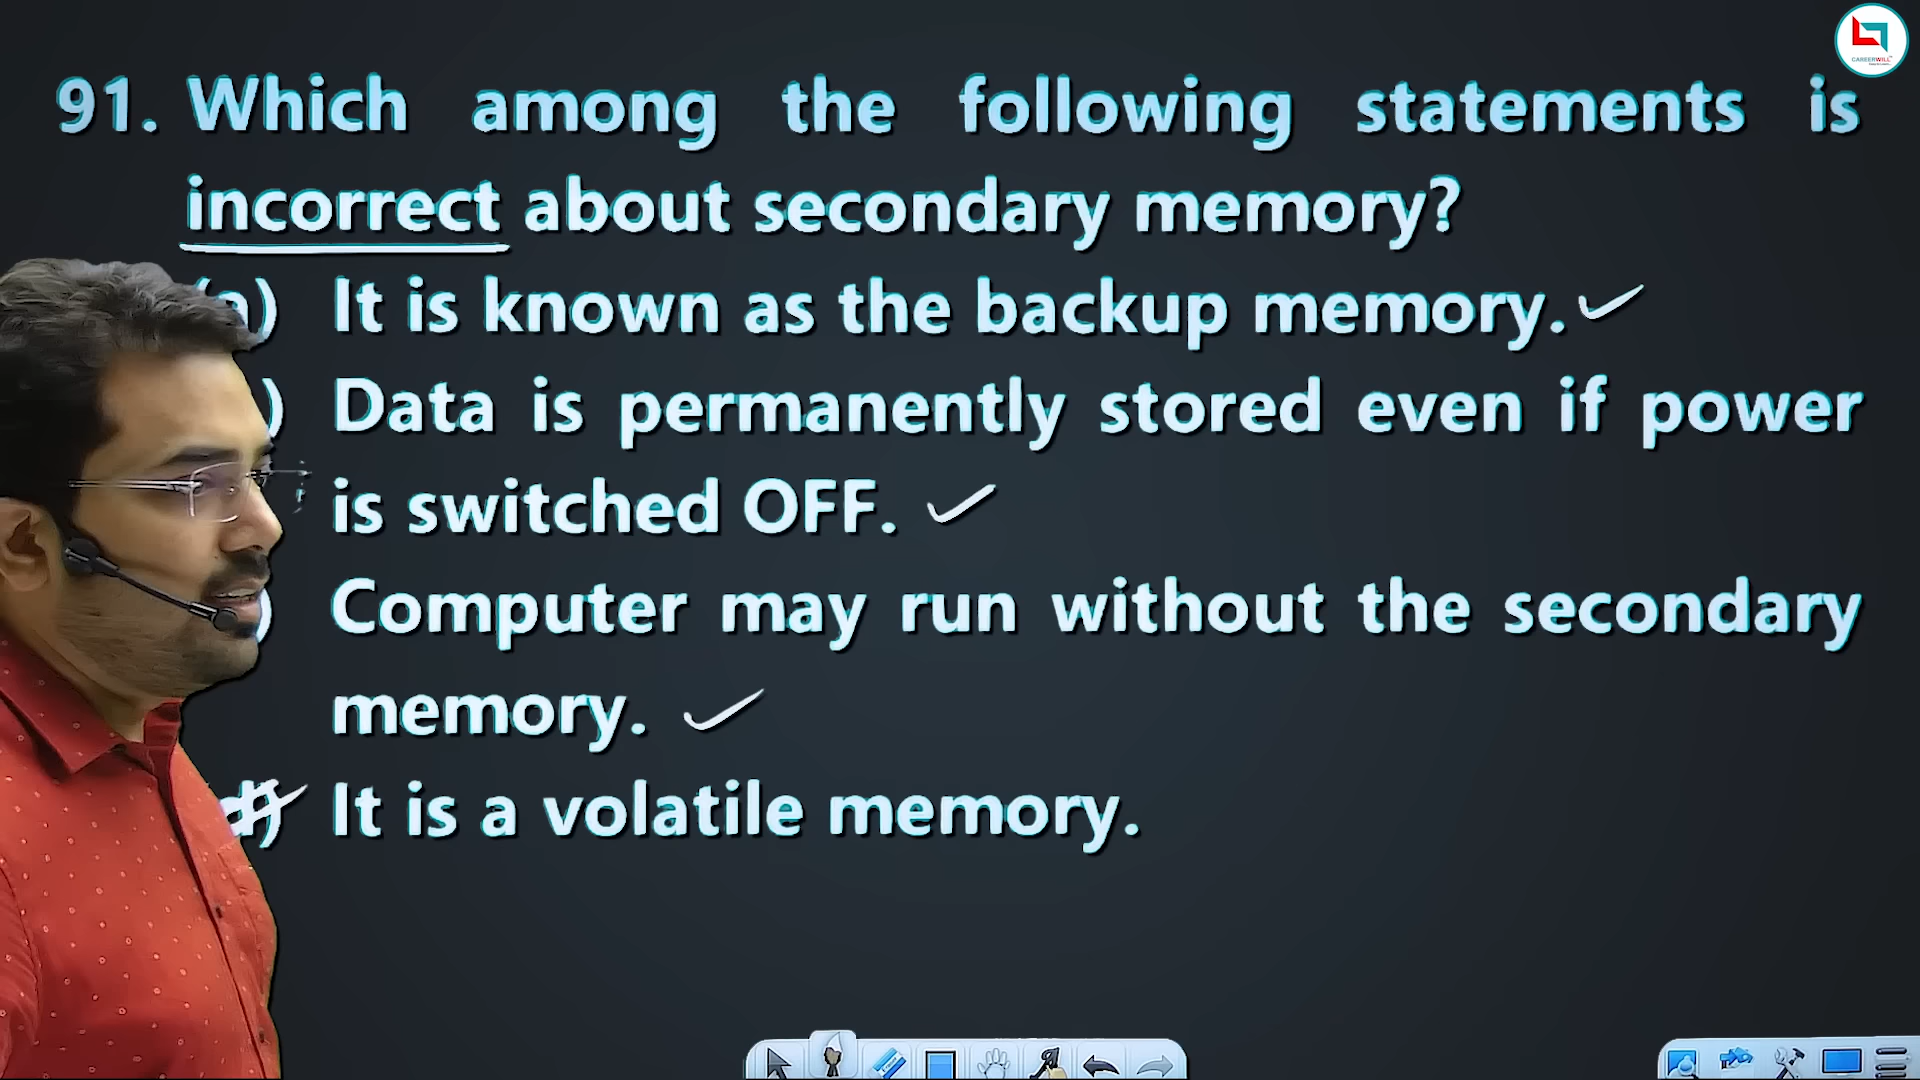 91. Which among the following statements is
incorrect about secondary memory?
It is known as the backup memory.
Data is permanently stored even if power
is switched OFF.
Computer may run without the secondary
memory.
d) It is a volatile memory.
CAREERWILL